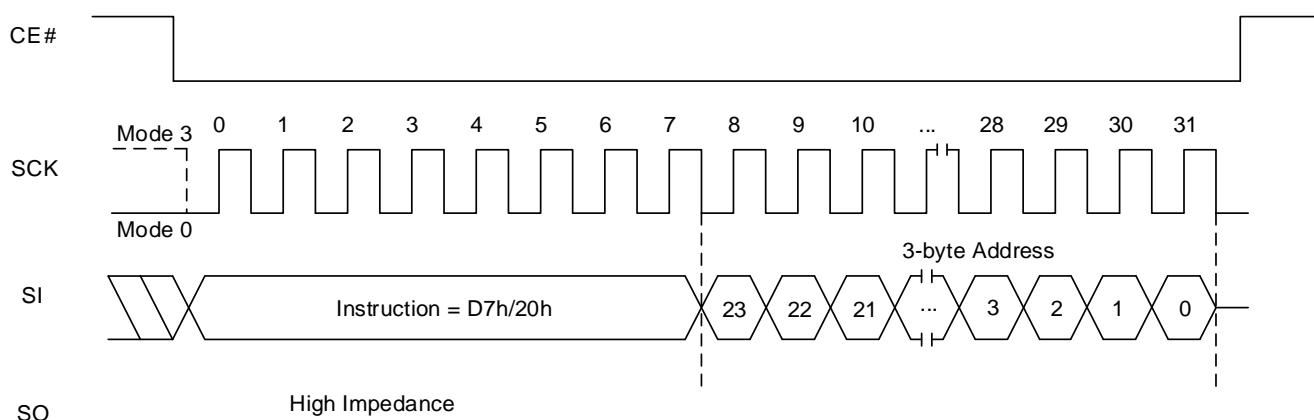 CE#
Mode 3
0 1 2 3 4 5 6 7 8 9 10 ... 28 29 30 31
SCK
Mode 0
3-byte Address
SI
Instruction = D7h/20h
23 22 21 ... 3 2 1 0
High Impedance
SO